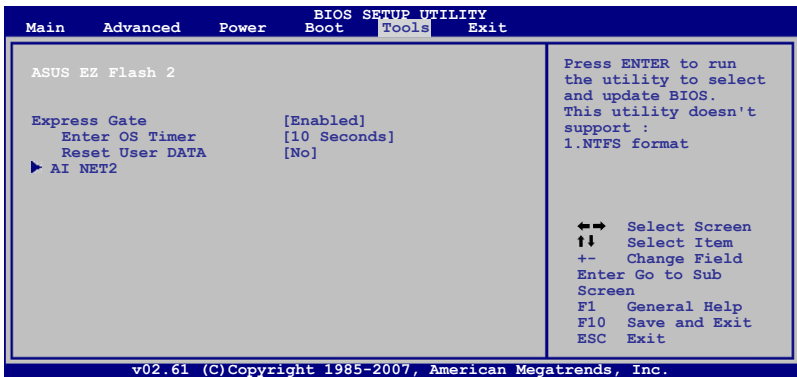 BIOS SETUP UTILITY
Main Advanced Power Boot Tools Exit
ASUS EZ Flash 2
Express Gate [Enabled]
Enter OS Timer [10 Seconds]
Reset User DATA [No]
AI NET2
Press ENTER to run
the utility to select
and update BIOS.
This utility doesn't
support :
1.NTFS format
Select Screen
Select Item
+- Change Field
Enter Go to Sub
Screen
F1 General Help
F10 Save and Exit
ESC Exit
v02.61 (C)Copyright 1985-2007, American Megatrends, Inc.